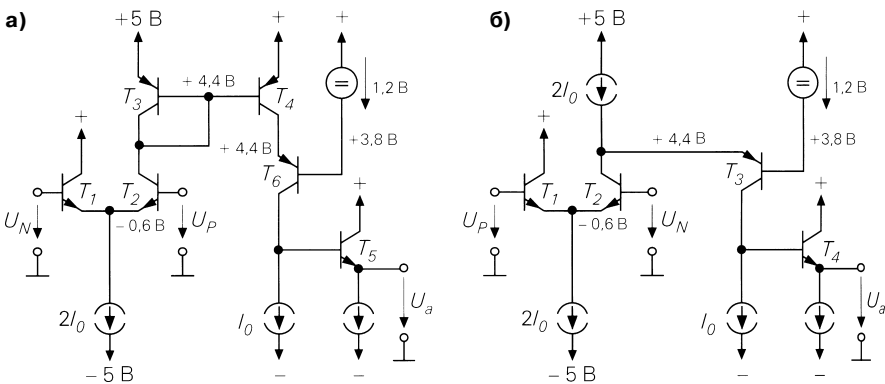 а)
+5 В
+
+
+ 4,4 В
1,2 В
T3
T4
+ 4,4 В
+3,8 В
+
T6
T1
T2
+
UN
− 0,6 В
UP
T5
Ua
2I0
I0
− 5 В
−
−
б)
+5 В
+
2I0
1,2 В
+ 4,4 В
+3,8 В
+
T3
T1
T2
+
UP
− 0,6 В
UN
T4
Ua
2I0
I0
− 5 В
−
−